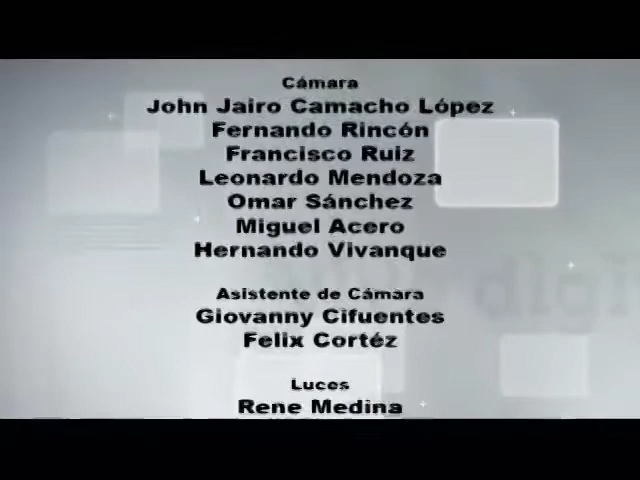 Cámara
John Jairo Camacho López
Fernando Rincón
Francisco Ruiz
Leonardo Mendoza
Omar Sánchez
Miguel Acero
Hernando Vivanque
Asistente de Cámara
Giovanny Cifuentes
Felix Cortéz
Luces
Rene Medina